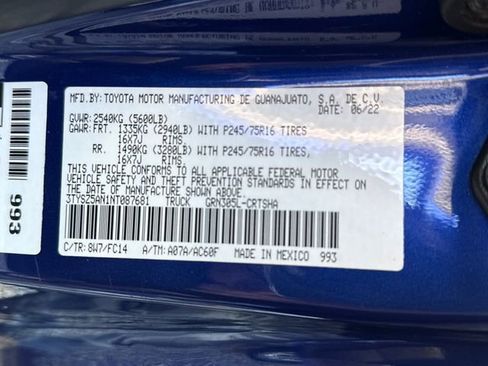 MFD.BY:TOYOTA MOTOR MANUFACTURING DE GUANAJUATO, S.A. DE C.V.
DATE: 06/22
GVWR: 2540KG (5600LB)
GAWR:FRT. 1335KG (2940LB) WITH P245/75R16 TIRES
16X7J RIMS
RR. 1490KG (3280LB) WITH P245/75R16 TIRES,
16X7J RIMS
THIS VEHICLE CONFORMS TO ALL APPLICABLE FEDERAL MOTOR
VEHICLE SAFETY AND THEFT PREVENTION STANDARDS IN EFFECT ON
THE DATE OF MANUFACTURE SHOWN ABOVE.
3TYSZ5AN1NT087681 TRUCK GRN305L-CRTSHA
C/TR: 8W7/FC14 A/TM: A07A/AC60F MADE IN MEXICO 993
993